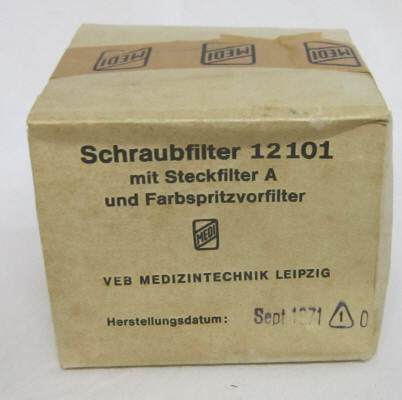 MEDI MEDI MEDI
Schraubfilter 12101
mit Steckfilter A
und Farbspritzvorfilter
MEDI
VEB MEDIZINTECHNIK LEIPZIG
Herstellungsdatum: Sept 1971 1 0